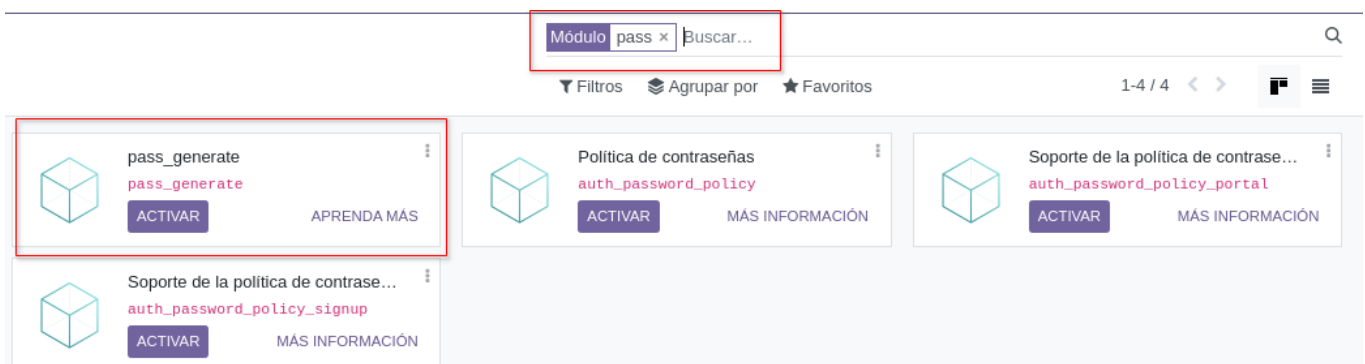 Módulo pass × Buscar...
Filtros Agrupar por Favoritos 1-4 / 4
pass_generate
pass_generate
ACTIVAR APRENDA MÁS
Política de contraseñas
auth_password_policy
ACTIVAR MÁS INFORMACIÓN
Soporte de la política de contrase...
auth_password_policy_portal
ACTIVAR MÁS INFORMACIÓN
Soporte de la política de contrase...
auth_password_policy_signup
ACTIVAR MÁS INFORMACIÓN